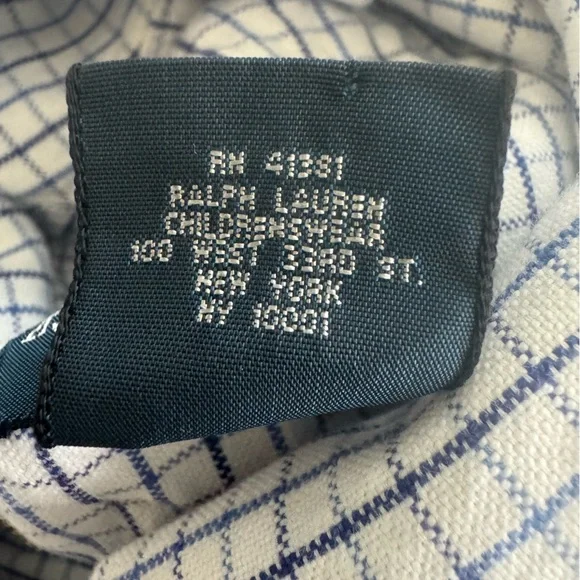 RN 41381
RALPH LAUREN
CHILDRENSWEAR
100 WEST 33RD ST.
NEW YORK
NY 10001